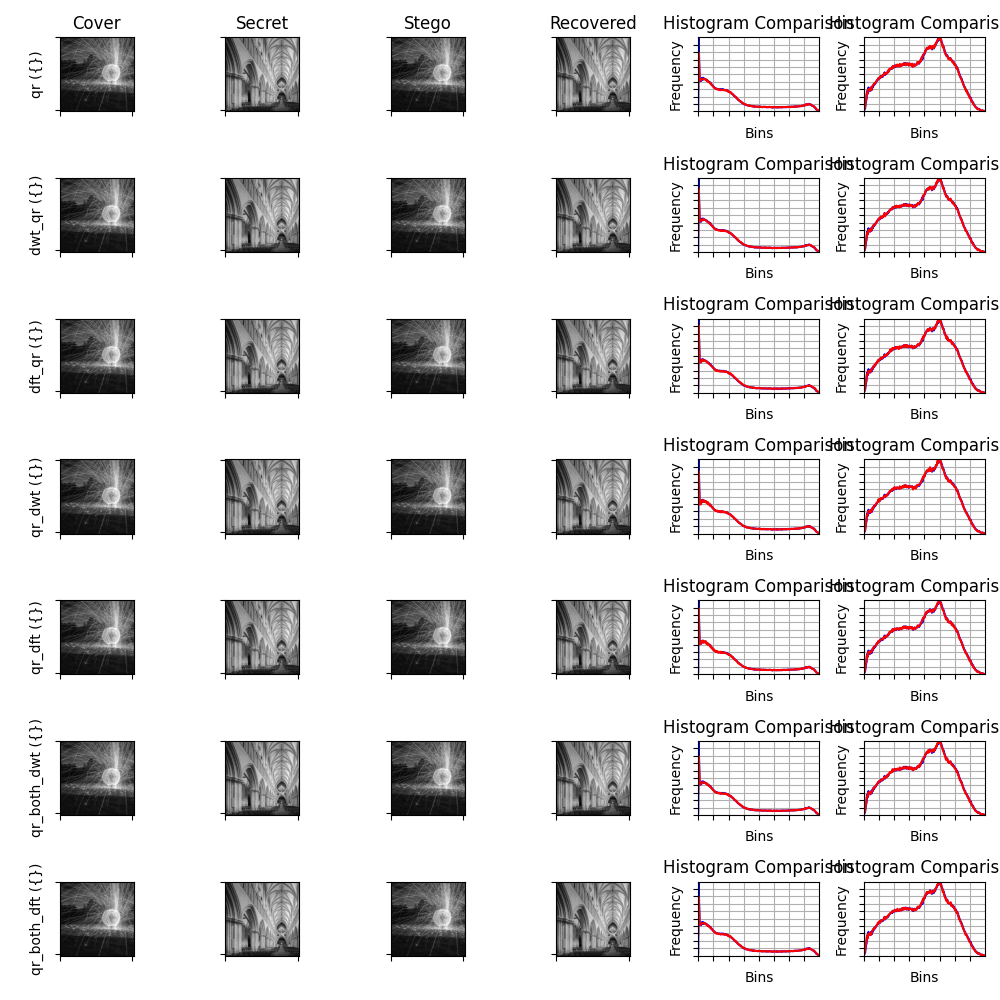 Cover Secret Stego Recovered Histogram Comparison Histogram Comparis
qr ({}) Frequency Frequency
Bins Bins
Histogram Comparison Histogram Comparis
dwt_qr ({}) Frequency Frequency
Bins Bins
Histogram Comparison Histogram Comparis
dft_qr ({}) Frequency Frequency
Bins Bins
Histogram Comparison Histogram Comparis
qr_dwt ({}) Frequency Frequency
Bins Bins
Histogram Comparison Histogram Comparis
qr_dft ({}) Frequency Frequency
Bins Bins
Histogram Comparison Histogram Comparis
qr_both_dwt ({}) Frequency Frequency
Bins Bins
Histogram Comparison Histogram Comparis
qr_both_dft ({}) Frequency Frequency
Bins Bins